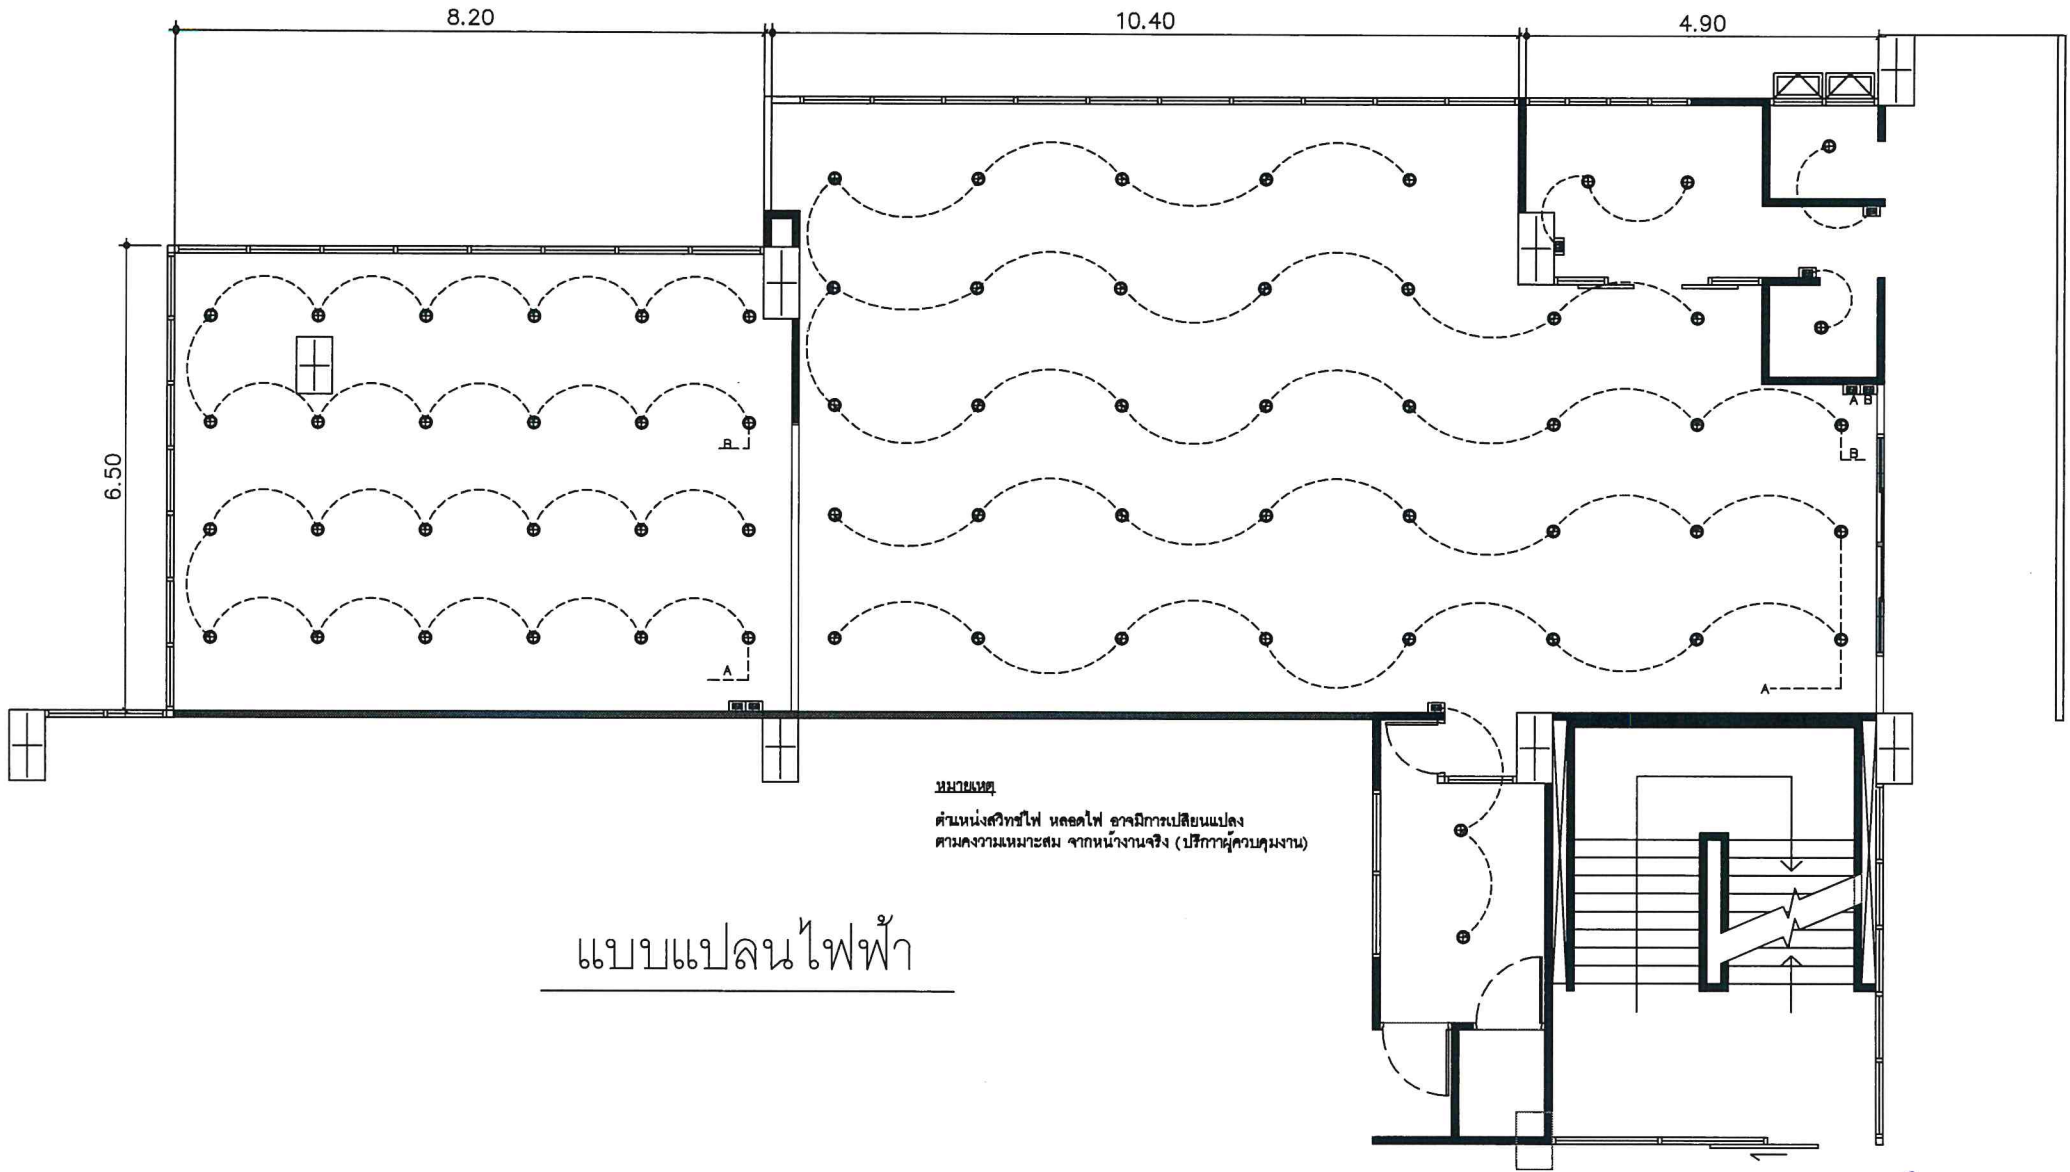 8.20
10.40
4.90
6.50
A B
B
B
A
A
หมายเหตุ
ตำแหน่งสวิทช์ไฟ หลอดไฟ อาจมีการเปลี่ยนแปลง
ตามคงวามเหมาะสม จากหน้างานจริง (ปรึกาาผู้ควบคุมงาน)
แบบแปลนไฟฟ้า